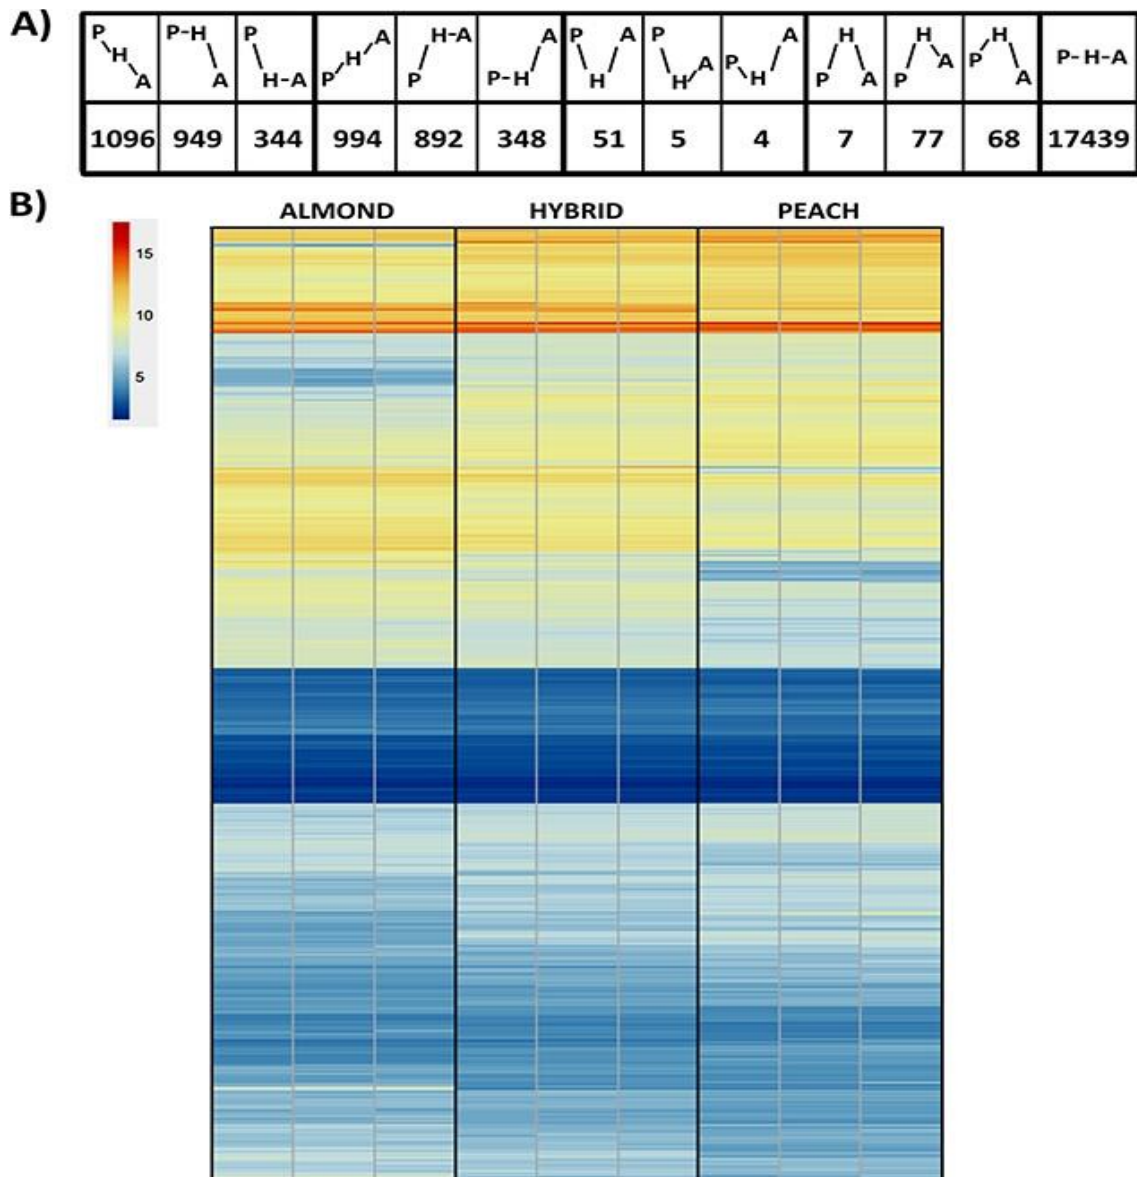 A)
P H A P-H A P H-A P H A P H-A P-H A P H A P H A P H A P H A P H A P H A P-H-A
1096 949 344 994 892 348 51 5 4 7 77 68 17439
B)
ALMOND HYBRID PEACH
15
10
5